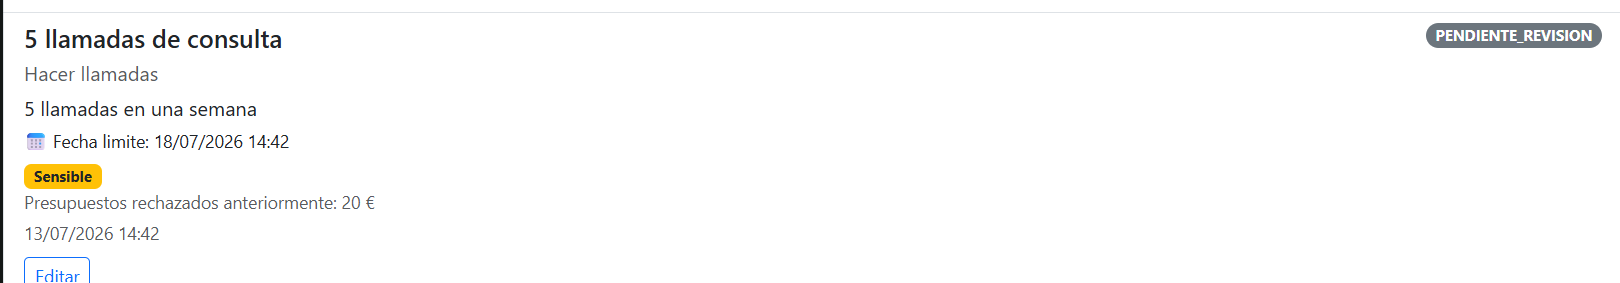 5 llamadas de consulta
PENDIENTE_REVISION
Hacer llamadas
5 llamadas en una semana
Fecha limite: 18/07/2026 14:42
Sensible
Presupuestos rechazados anteriormente: 20 €
13/07/2026 14:42
Editar